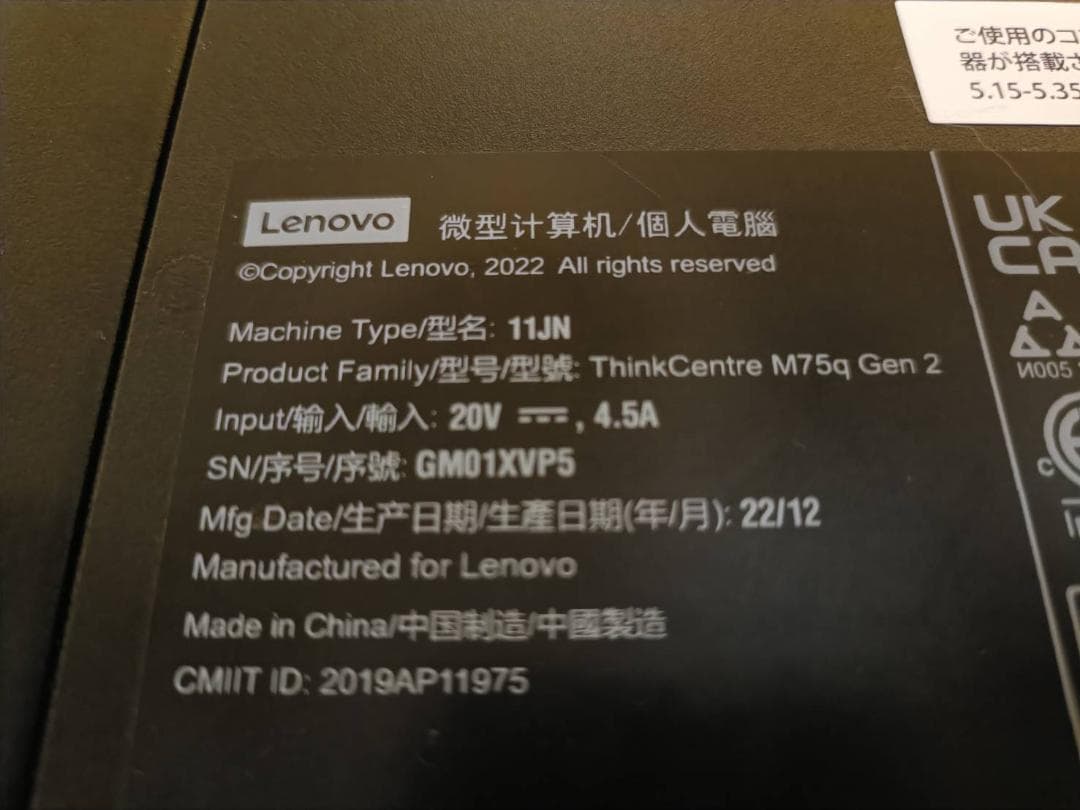 ご使用のコ
器が搭載さ
5.15-5.35
Lenovo 微型计算机/個人電腦
©Copyright Lenovo, 2022 All rights reserved
Machine Type/型名: 11JN
Product Family/型号/型號: ThinkCentre M75q Gen 2
Input/输入/輸入: 20V ⎓, 4.5A
SN/序号/序號: GM01XVP5
Mfg Date/生产日期/生產日期(年/月): 22/12
Manufactured for Lenovo
Made in China/中国制造/中國製造
CMIIT ID: 2019AP11975
UK
CA
И005
C